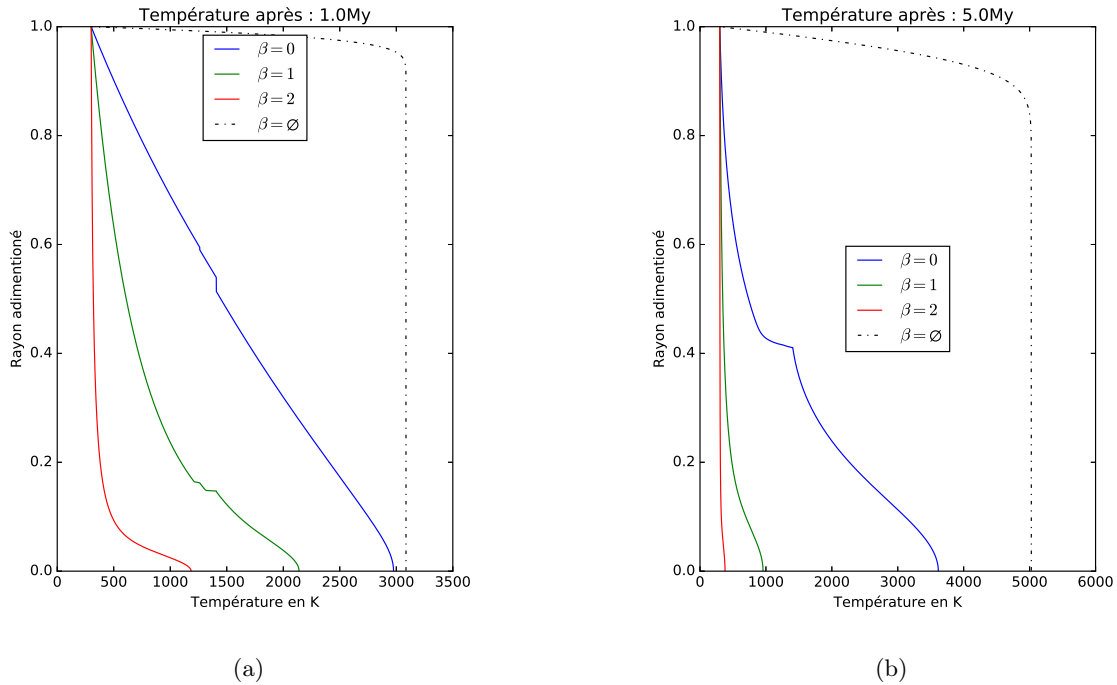 Température après : 1.0My
1.0
0.8
0.6
0.4
0.2
0.0
Rayon adimentioné
β = 0
β = 1
β = 2
β = ∅
0 500 1000 1500 2000 2500 3000 3500
Température en K
(a)
Température après : 5.0My
1.0
0.8
0.6
0.4
0.2
0.0
Rayon adimentioné
β = 0
β = 1
β = 2
β = ∅
0 1000 2000 3000 4000 5000 6000
Température en K
(b)